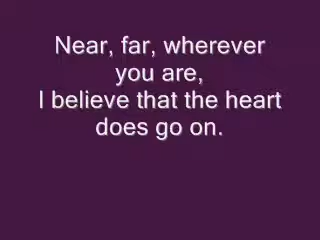 Near, far, wherever
you are,
I believe that the heart
does go on.